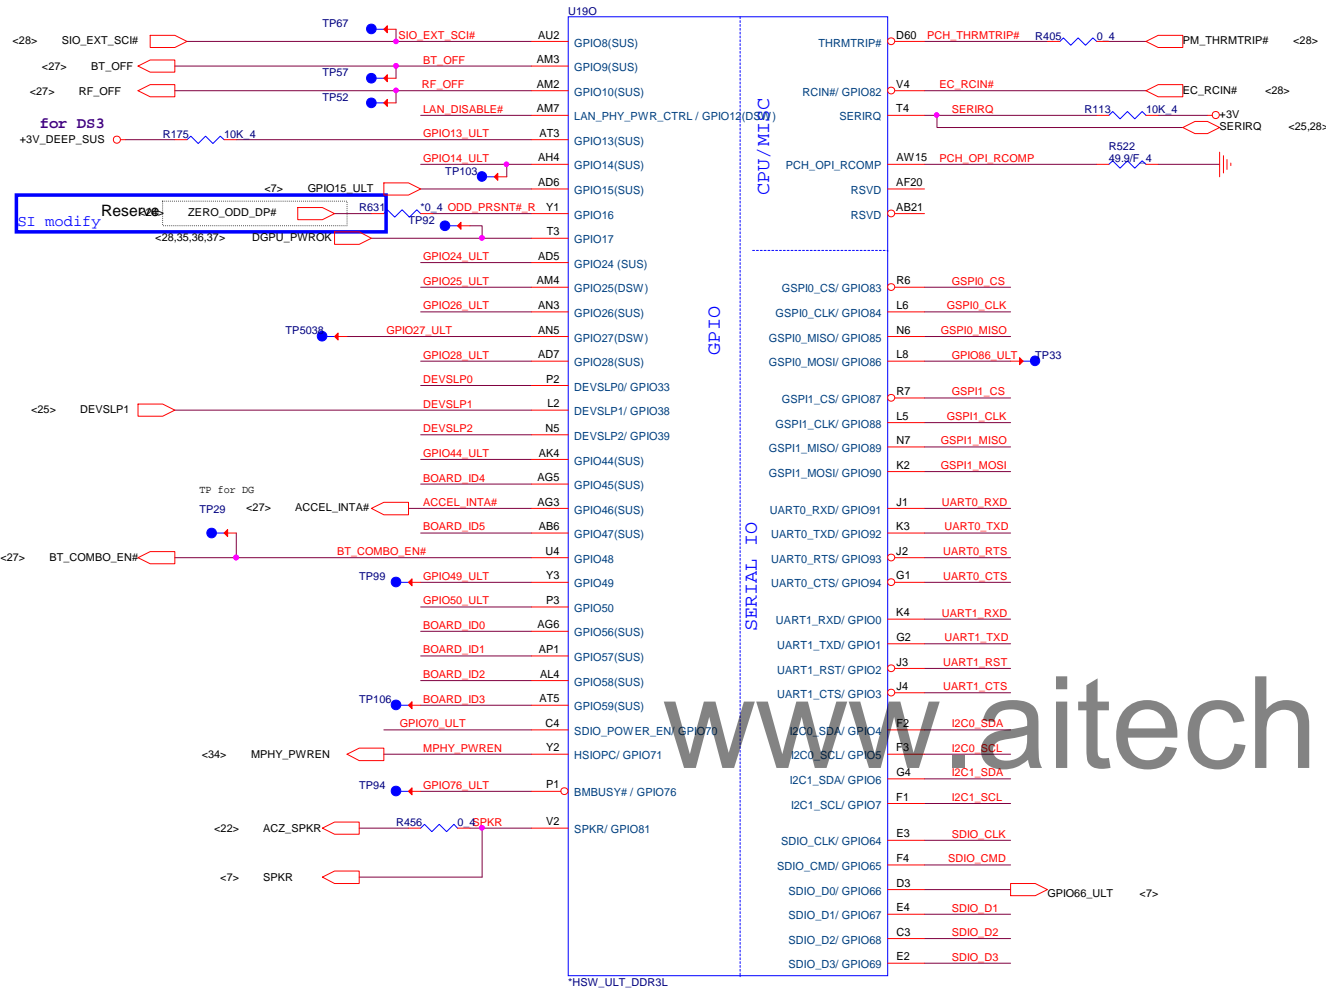 U19O
<28> SIO_EXT_SCI# TP67 SIO_EXT_SCI# AU2 GPIO8(SUS)
<27> BT_OFF TP57 BT_OFF AM3 GPIO9(SUS)
<27> RF_OFF TP52 RF_OFF AM2 GPIO10(SUS)
LAN_DISABLE# AM7 LAN_PHY_PWR_CTRL / GPIO12(DSW)
for DS3
+3V_DEEP_SUS R175 10K_4 GPIO13_ULT AT3 GPIO13(SUS)
GPIO14_ULT TP103 AH4 GPIO14(SUS)
<7> GPIO15_ULT AD6 GPIO15(SUS)
SI modify Reserve ZERO_ODD_DP# R631 *0_4 ODD_PRSNT#_R Y1 GPIO16
TP92
<28,35,36,37> DGPU_PWROK T3 GPIO17
GPIO24_ULT AD5 GPIO24 (SUS)
GPIO25_ULT AM4 GPIO25(DSW)
GPIO26_ULT AN3 GPIO26(SUS)
TP5038 GPIO27_ULT AN5 GPIO27(DSW)
GPIO28_ULT AD7 GPIO28(SUS)
DEVSLP0 P2 DEVSLP0/ GPIO33
<25> DEVSLP1 DEVSLP1 L2 DEVSLP1/ GPIO38
DEVSLP2 N5 DEVSLP2/ GPIO39
GPIO44_ULT AK4 GPIO44(SUS)
BOARD_ID4 AG5 GPIO45(SUS)
TP for DG
TP29 <27> ACCEL_INTA# ACCEL_INTA# AG3 GPIO46(SUS)
BOARD_ID5 AB6 GPIO47(SUS)
<27> BT_COMBO_EN# BT_COMBO_EN# U4 GPIO48
TP99 GPIO49_ULT Y3 GPIO49
GPIO50_ULT P3 GPIO50
BOARD_ID0 AG6 GPIO56(SUS)
BOARD_ID1 AP1 GPIO57(SUS)
BOARD_ID2 AL4 GPIO58(SUS)
TP106 BOARD_ID3 AT5 GPIO59(SUS)
GPIO70_ULT C4 SDIO_POWER_EN/ GPIO70
<34> MPHY_PWREN MPHY_PWREN Y2 HSIOPC/ GPIO71
TP94 GPIO76_ULT P1 BMBUSY# / GPIO76
<22> ACZ_SPKR R456 0_4 SPKR V2 SPKR/ GPIO81
<7> SPKR
GPIO
CPU/MISC
SERIAL IO
THRMTRIP# D60 PCH_THRMTRIP# R405 0_4 PM_THRMTRIP# <28>
RCIN#/ GPIO82 V4 EC_RCIN# EC_RCIN# <28>
SERIRQ T4 SERIRQ R113 10K_4 +3V
SERIRQ <25,28>
R522
PCH_OPI_RCOMP AW15 PCH_OPI_RCOMP 49.9/F_4
RSVD AF20
RSVD AB21
GSPI0_CS/ GPIO83 R6 GSPI0_CS
GSPI0_CLK/ GPIO84 L6 GSPI0_CLK
GSPI0_MISO/ GPIO85 N6 GSPI0_MISO
GSPI0_MOSI/ GPIO86 L8 GPIO86_ULT TP33
GSPI1_CS/ GPIO87 R7 GSPI1_CS
GSPI1_CLK/ GPIO88 L5 GSPI1_CLK
GSPI1_MISO/ GPIO89 N7 GSPI1_MISO
GSPI1_MOSI/ GPIO90 K2 GSPI1_MOSI
UART0_RXD/ GPIO91 J1 UART0_RXD
UART0_TXD/ GPIO92 K3 UART0_TXD
UART0_RTS/ GPIO93 J2 UART0_RTS
UART0_CTS/ GPIO94 G1 UART0_CTS
UART1_RXD/ GPIO0 K4 UART1_RXD
UART1_TXD/ GPIO1 G2 UART1_TXD
UART1_RST/ GPIO2 J3 UART1_RST
UART1_CTS/ GPIO3 J4 UART1_CTS
I2C0_SDA/ GPIO4 F2 I2C0_SDA
I2C0_SCL/ GPIO5 F3 I2C0_SCL
I2C1_SDA/ GPIO6 G4 I2C1_SDA
I2C1_SCL/ GPIO7 F1 I2C1_SCL
SDIO_CLK/ GPIO64 E3 SDIO_CLK
SDIO_CMD/ GPIO65 F4 SDIO_CMD
SDIO_D0/ GPIO66 D3 GPIO66_ULT <7>
SDIO_D1/ GPIO67 E4 SDIO_D1
SDIO_D2/ GPIO68 C3 SDIO_D2
SDIO_D3/ GPIO69 E2 SDIO_D3
*HSW_ULT_DDR3L
www.aitech